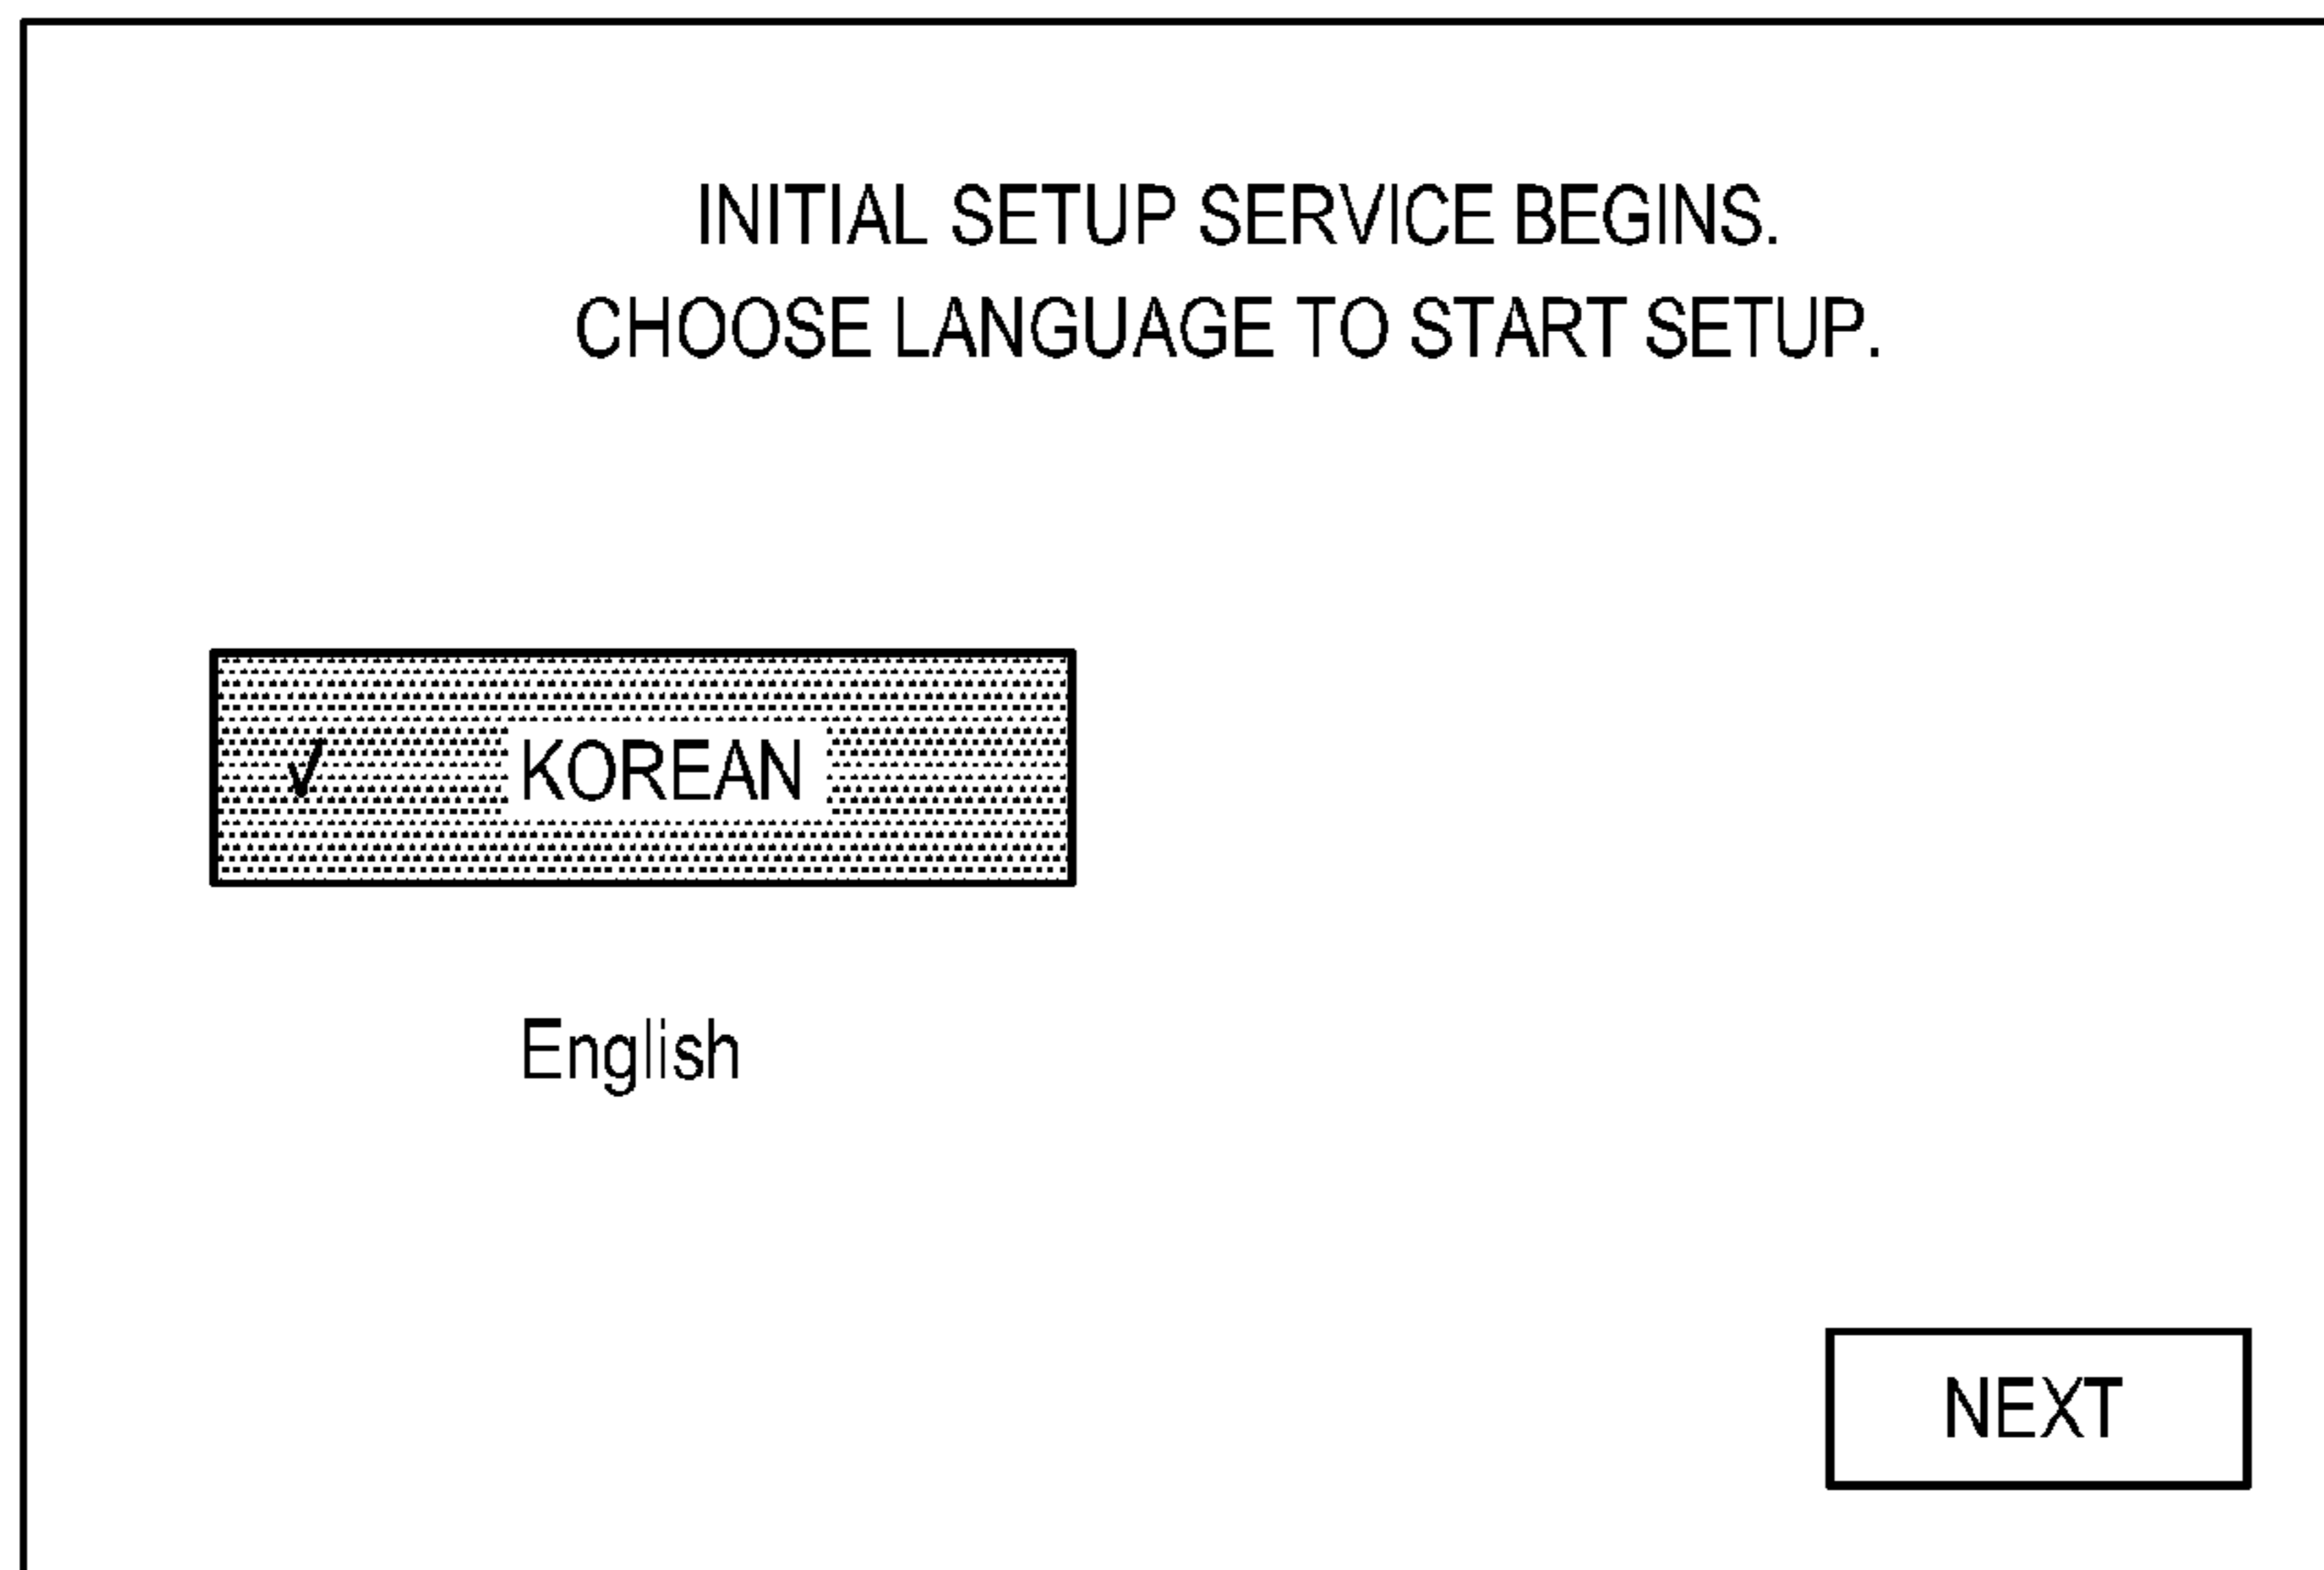 INITIAL SETUP SERVICE BEGINS.
CHOOSE LANGUAGE TO START SETUP.
√ KOREAN
English
NEXT